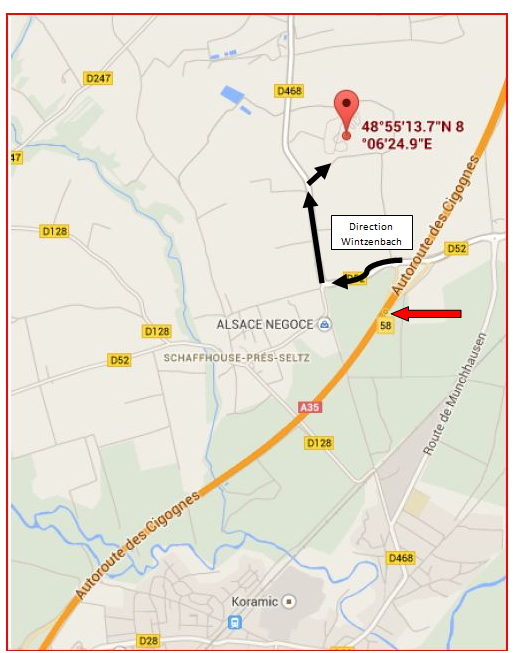 D247
D468
48°55'13.7"N 8
°06'24.9"E
47
D128
Direction
Wintzenbach
D52
Autoroute des Cigognes
ALSACE NEGOCE
58
D128
SCHAFFHOUSE-PRÈS-SELTZ
D52
Route de Munchhausen
A35
D128
Autoroute des Cigognes
D468
Koramic
D28